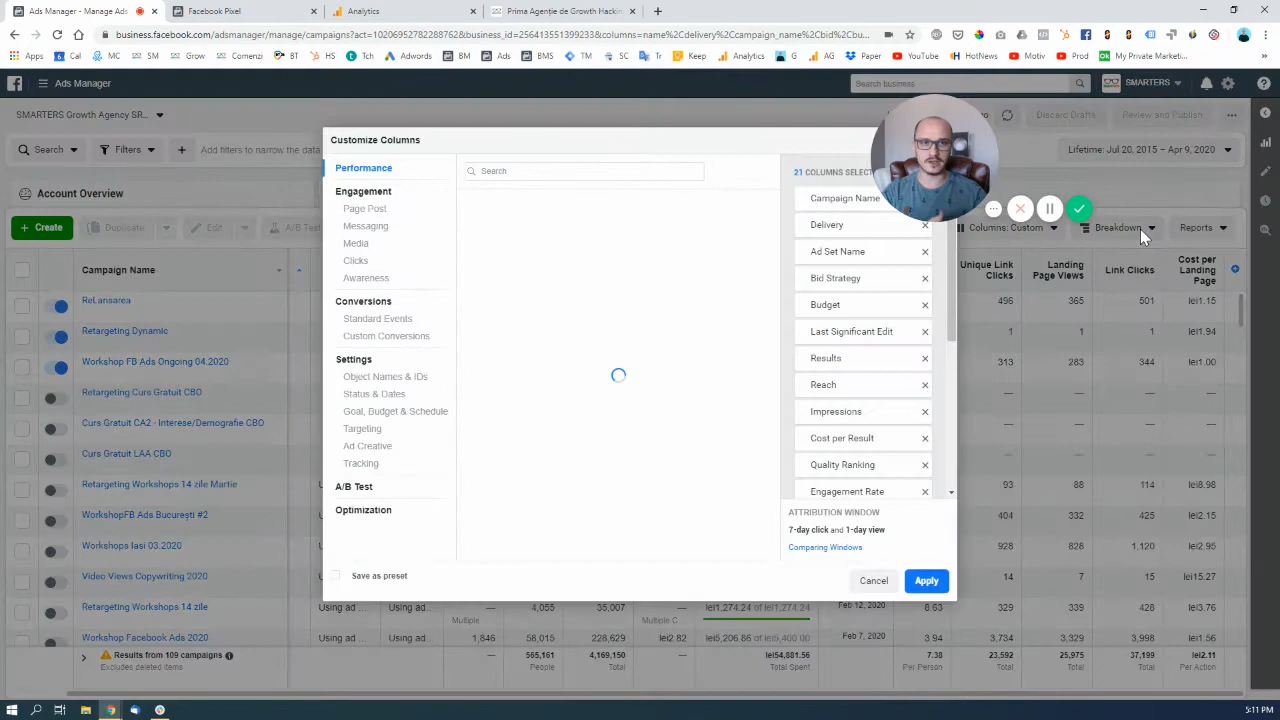 Ads Manager - Manage Ads
Facebook Pixel
Analytics
Prima Agenție de Growth Hackin
business.facebook.com/adsmanager/manage/campaigns?act=10206952782288762&business_id=256413551399233&columns=name%2Cdelivery%2Ccampaign_name%2Cbid%2Cbu
Apps
Cal
MC
SM
Grow
Cemper
BT
HS
Tch
Adwords
BM
Ads
BMS
TM
SC
Tr
Keep
Analytics
G
AG
Paper
YouTube
HotNews
Motiv
Prod
My Private Marketi...
Ads Manager
Search business
SMARTERS
SMARTERS Growth Agency SR...
Discard Drafts
Review and Publish
Search
Filters
Add filters to narrow the data
Lifetime: Jul 20, 2015 – Apr 9, 2020
Account Overview
Create
Duplicate
Edit
A/B Test
Columns: Custom
Breakdown
Reports
Campaign Name
Unique Link Clicks
Landing Page Views
Link Clicks
Cost per Landing Page
ReLansarea
496
365
501
lei1.15
Retargeting Dynamic
1
1
1
lei1.94
Workshop FB Ads Ongoing 04.2020
313
283
344
lei1.00
Retargeting Curs Gratuit CBO
—
—
—
—
Curs Gratuit CA2 - Interese/Demografie CBO
—
—
—
—
Curs Gratuit LAA CBO
—
—
—
—
Retargeting Workshops 14 zile Martie
93
88
114
lei8.98
WorkshopFB Ads București #2
404
332
425
lei2.15
Workshops Iasi 03.2020
928
828
1,120
lei2.95
Video Views Copywriting 2020
14
7
15
lei15.27
Retargeting Workshops 14 zile
Using ad ...
Using ad ...
4,055
35,007
lei1,274.24 of lei1,274.24
Feb 12, 2020
8.63
329
339
428
lei3.76
Multiple
Multiple C
Workshop Facebook Ads 2020
Using ad ...
Using ad ...
1,846
58,015
228,629
lei2.82
lei5,206.86 of lei5,400.00
Feb 7, 2020
3.94
3,734
3,329
3,998
lei1.56
Results from 109 campaigns
Excludes deleted items
—
565,161
People
4,169,150
Total
—
lei54,881.56
Total Spent
7.38
Per Person
23,592
Total
25,975
Total
37,199
Total
lei2.11
Per Action
Customize Columns
Performance
Engagement
Page Post
Messaging
Media
Clicks
Awareness
Conversions
Standard Events
Custom Conversions
Settings
Object Names & IDs
Status & Dates
Goal, Budget & Schedule
Targeting
Ad Creative
Tracking
A/B Test
Optimization
Search
21 COLUMNS SELECT
Campaign Name
Delivery
Ad Set Name
Bid Strategy
Budget
Last Significant Edit
Results
Reach
Impressions
Cost per Result
Quality Ranking
Engagement Rate
ATTRIBUTION WINDOW
7-day click and 1-day view
Comparing Windows
Save as preset
Cancel
Apply
5:11 PM